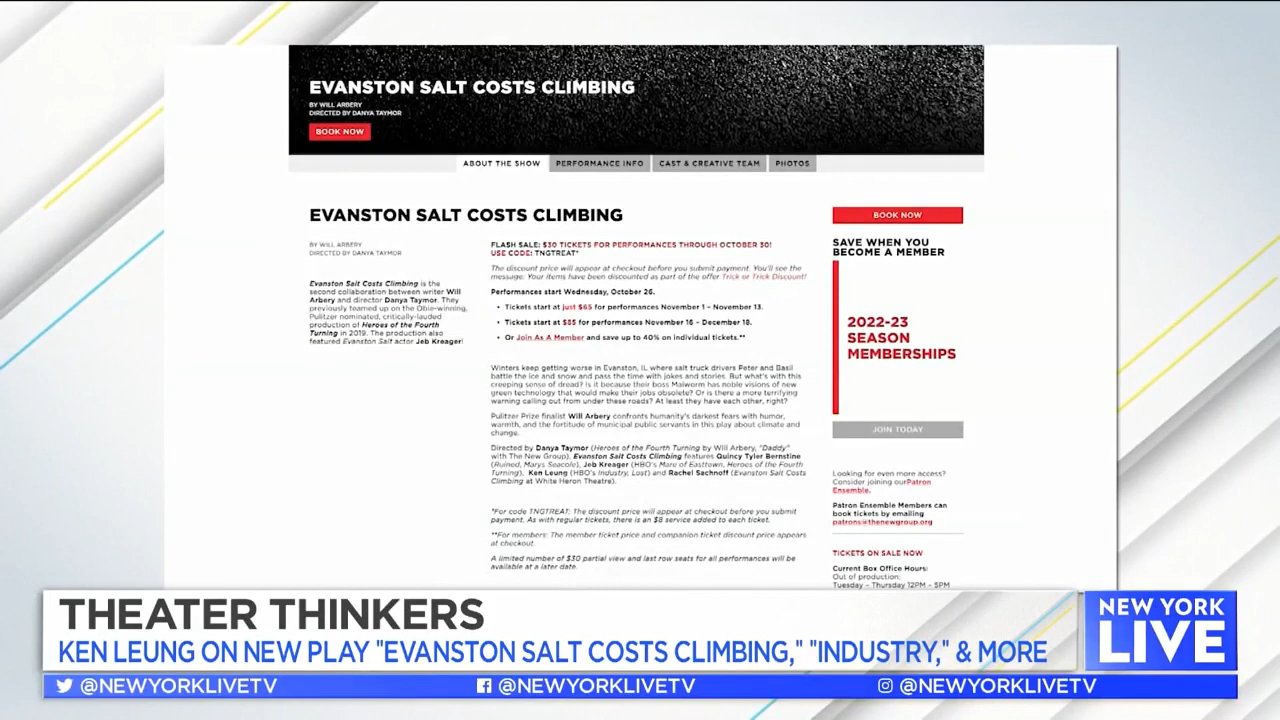 EVANSTON SALT COSTS CLIMBING
BY WILL ARBERY
DIRECTED BY DANYA TAYMOR
BOOK NOW
ABOUT THE SHOW
PERFORMANCE INFO
CAST & CREATIVE TEAM
PHOTOS
EVANSTON SALT COSTS CLIMBING
BY WILL ARBERY
DIRECTED BY DANYA TAYMOR
Evanston Salt Costs Climbing is the
second collaboration between writer Will
Arbery and director Danya Taymor. They
previously teamed up on the Obie-winning,
Pulitzer nominated, critically-lauded
production of Heroes of the Fourth
Turning in 2019. The production also
featured Evanston Salt actor Jeb Kreager!
FLASH SALE: $30 TICKETS FOR PERFORMANCES THROUGH OCTOBER 30!
USE CODE: TNGTREAT*
The discount price will appear at checkout before you submit payment. You'll see the
message: Your items have been discounted as part of the offer Trick or Trick Discount!
Performances start Wednesday, October 26.
• Tickets start at just $65 for performances November 1 – November 13.
• Tickets start at $85 for performances November 16 – December 18.
• Or Join As A Member and save up to 40% on individual tickets.**
Winters keep getting worse in Evanston, IL where salt truck drivers Peter and Basil
battle the ice and snow and pass the time with jokes and stories. But what's with this
creeping sense of dread? Is it because their boss Maiworm has noble visions of new
green technology that would make their jobs obsolete? Or is there a more terrifying
warning calling out from under these roads? At least they have each other, right?
Pulitzer Prize finalist Will Arbery confronts humanity's darkest fears with humor,
warmth, and the fortitude of municipal public servants in this play about climate and
change.
Directed by Danya Taymor (Heroes of the Fourth Turning by Will Arbery, "Daddy"
with The New Group), Evanston Salt Costs Climbing features Quincy Tyler Bernstine
(Ruined, Marys Seacole), Jeb Kreager (HBO's Mare of Easttown, Heroes of the Fourth
Turning), Ken Leung (HBO's Industry, Lost) and Rachel Sachnoff (Evanston Salt Costs
Climbing at White Heron Theatre).
*For code TNGTREAT: The discount price will appear at checkout before you submit
payment. As with regular tickets, there is an $8 service added to each ticket.
**For members: The member ticket price and companion ticket discount price appears
at checkout.
A limited number of $30 partial view and last row seats for all performances will be
available at a later date.
BOOK NOW
SAVE WHEN YOU
BECOME A MEMBER
2022-23
SEASON
MEMBERSHIPS
JOIN TODAY
Looking for even more access?
Consider joining ourPatron
Ensemble.
Patron Ensemble Members can
book tickets by emailing
patrons@thenewgroup.org
TICKETS ON SALE NOW
Current Box Office Hours:
Out of production:
Tuesday – Thursday 12PM – 5PM
THEATER THINKERS
KEN LEUNG ON NEW PLAY "EVANSTON SALT COSTS CLIMBING," "INDUSTRY," & MORE
NEW YORK
LIVE
@NEWYORKLIVETV
@NEWYORKLIVETV
@NEWYORKLIVETV